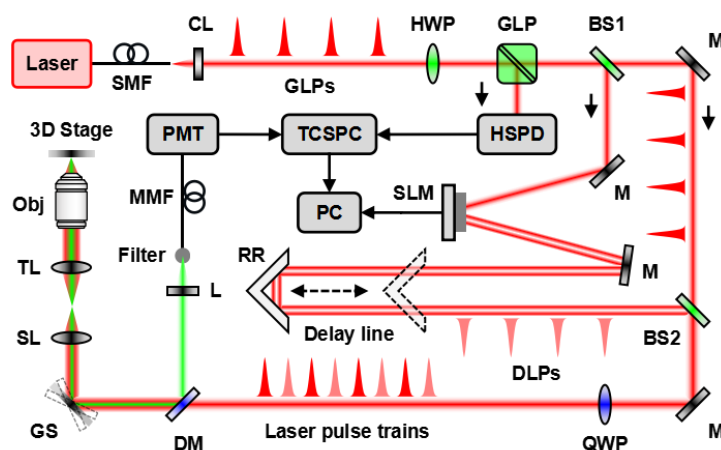 CL
HWP
GLP
BS1
M
Laser
SMF
GLPs
3D Stage
PMT
TCSPC
HSPD
Obj
MMF
PC
SLM
M
Filter
RR
M
TL
L
Delay line
BS2
SL
DLPs
GS
DM
Laser pulse trains
QWP
M